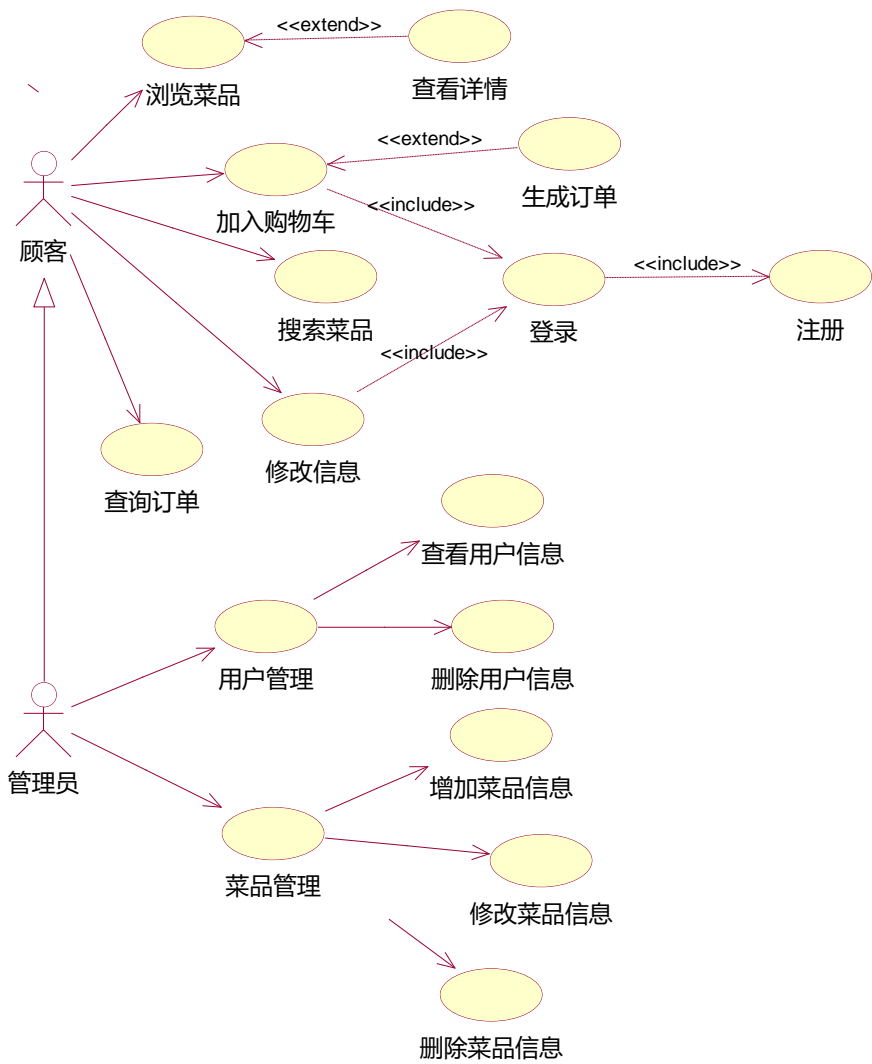 <<extend>>
浏览菜品
查看详情
<<extend>>
生成订单
加入购物车
<<include>>
顾客
<<include>>
搜索菜品
登录
注册
<<include>>
修改信息
查询订单
查看用户信息
用户管理
删除用户信息
管理员
增加菜品信息
菜品管理
修改菜品信息
删除菜品信息